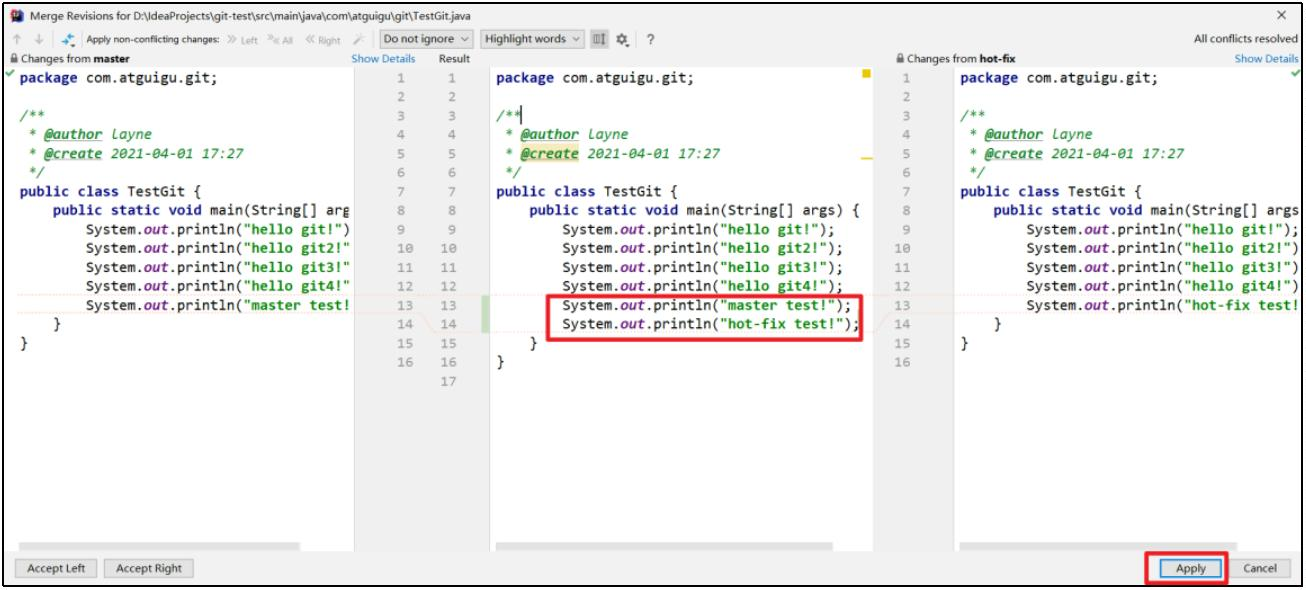 Merge Revisions for D:\IdeaProjects\git-test\src\main\java\com\atguigu\git\TestGit.java
Apply non-conflicting changes: Left All Right Do not ignore Highlight words ? All conflicts resolved
Changes from master Show Details Result Changes from hot-fix Show Details
package com.atguigu.git; 1 1 package com.atguigu.git; 1 package com.atguigu.git;
2 2 2
/** 3 3 /** 3 /**
* @author Layne 4 4 * @author Layne 4 * @author Layne
* @create 2021-04-01 17:27 5 5 * @create 2021-04-01 17:27 5 * @create 2021-04-01 17:27
*/ 6 6 */ 6 */
public class TestGit { 7 7 public class TestGit { 7 public class TestGit {
public static void main(String[] arg 8 8 public static void main(String[] args) { 8 public static void main(String[] args
System.out.println("hello git!") 9 9 System.out.println("hello git!"); 9 System.out.println("hello git!");
System.out.println("hello git2!" 10 10 System.out.println("hello git2!"); 10 System.out.println("hello git2!")
System.out.println("hello git3!" 11 11 System.out.println("hello git3!"); 11 System.out.println("hello git3!")
System.out.println("hello git4!" 12 12 System.out.println("hello git4!"); 12 System.out.println("hello git4!")
System.out.println("master test! 13 13 System.out.println("master test!"); 13 System.out.println("hot-fix test!
} 14 14 System.out.println("hot-fix test!"); 14 }
} 15 15 } 15 }
16 16 } 16
17
Accept Left Accept Right Apply Cancel